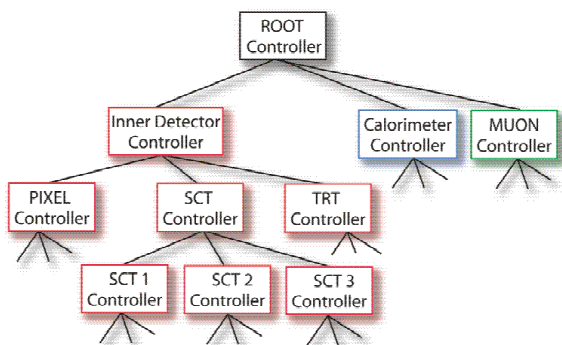 ROOT
Controller
Inner Detector
Controller
Calorimeter
Controller
MUON
Controller
PIXEL
Controller
SCT
Controller
TRT
Controller
SCT 1
Controller
SCT 2
Controller
SCT 3
Controller